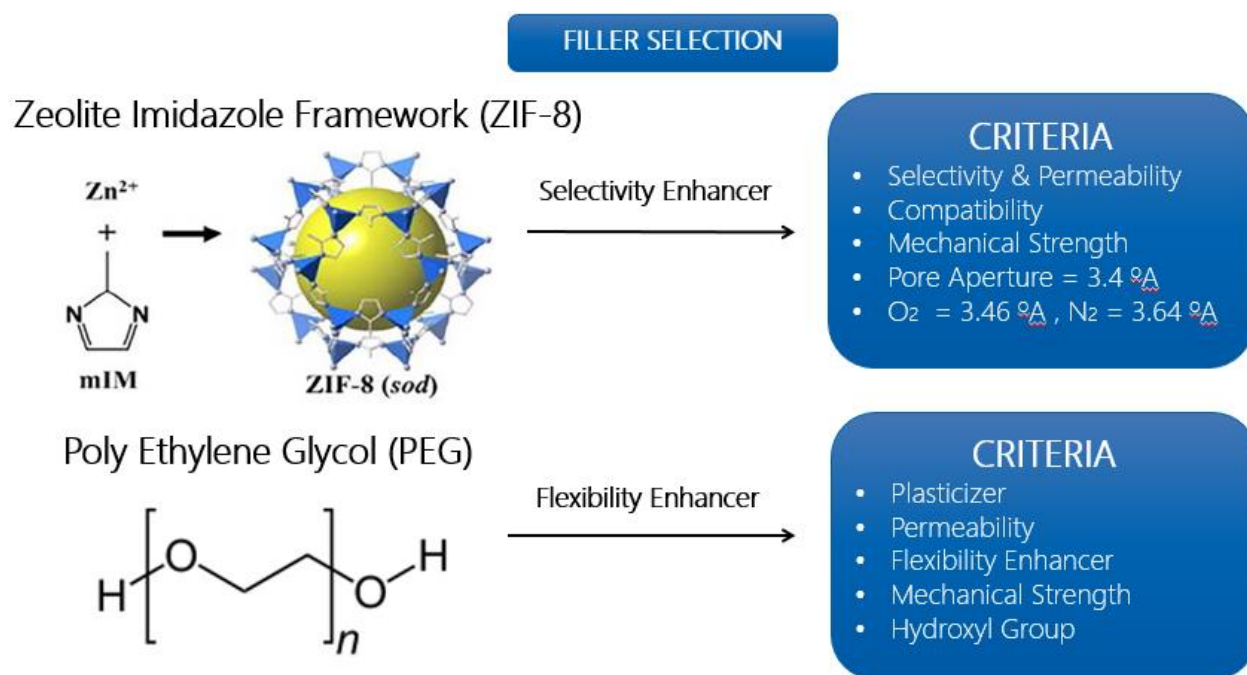 FILLER SELECTION
Zeolite Imidazole Framework (ZIF-8)
Zn²⁺
+
N N
mIM
ZIF-8 (sod)
Selectivity Enhancer
CRITERIA
• Selectivity & Permeability
• Compatibility
• Mechanical Strength
• Pore Aperture = 3.4 ºA
• O₂ = 3.46 ºA , N₂ = 3.64 ºA
Poly Ethylene Glycol (PEG)
H O O H n
Flexibility Enhancer
CRITERIA
• Plasticizer
• Permeability
• Flexibility Enhancer
• Mechanical Strength
• Hydroxyl Group